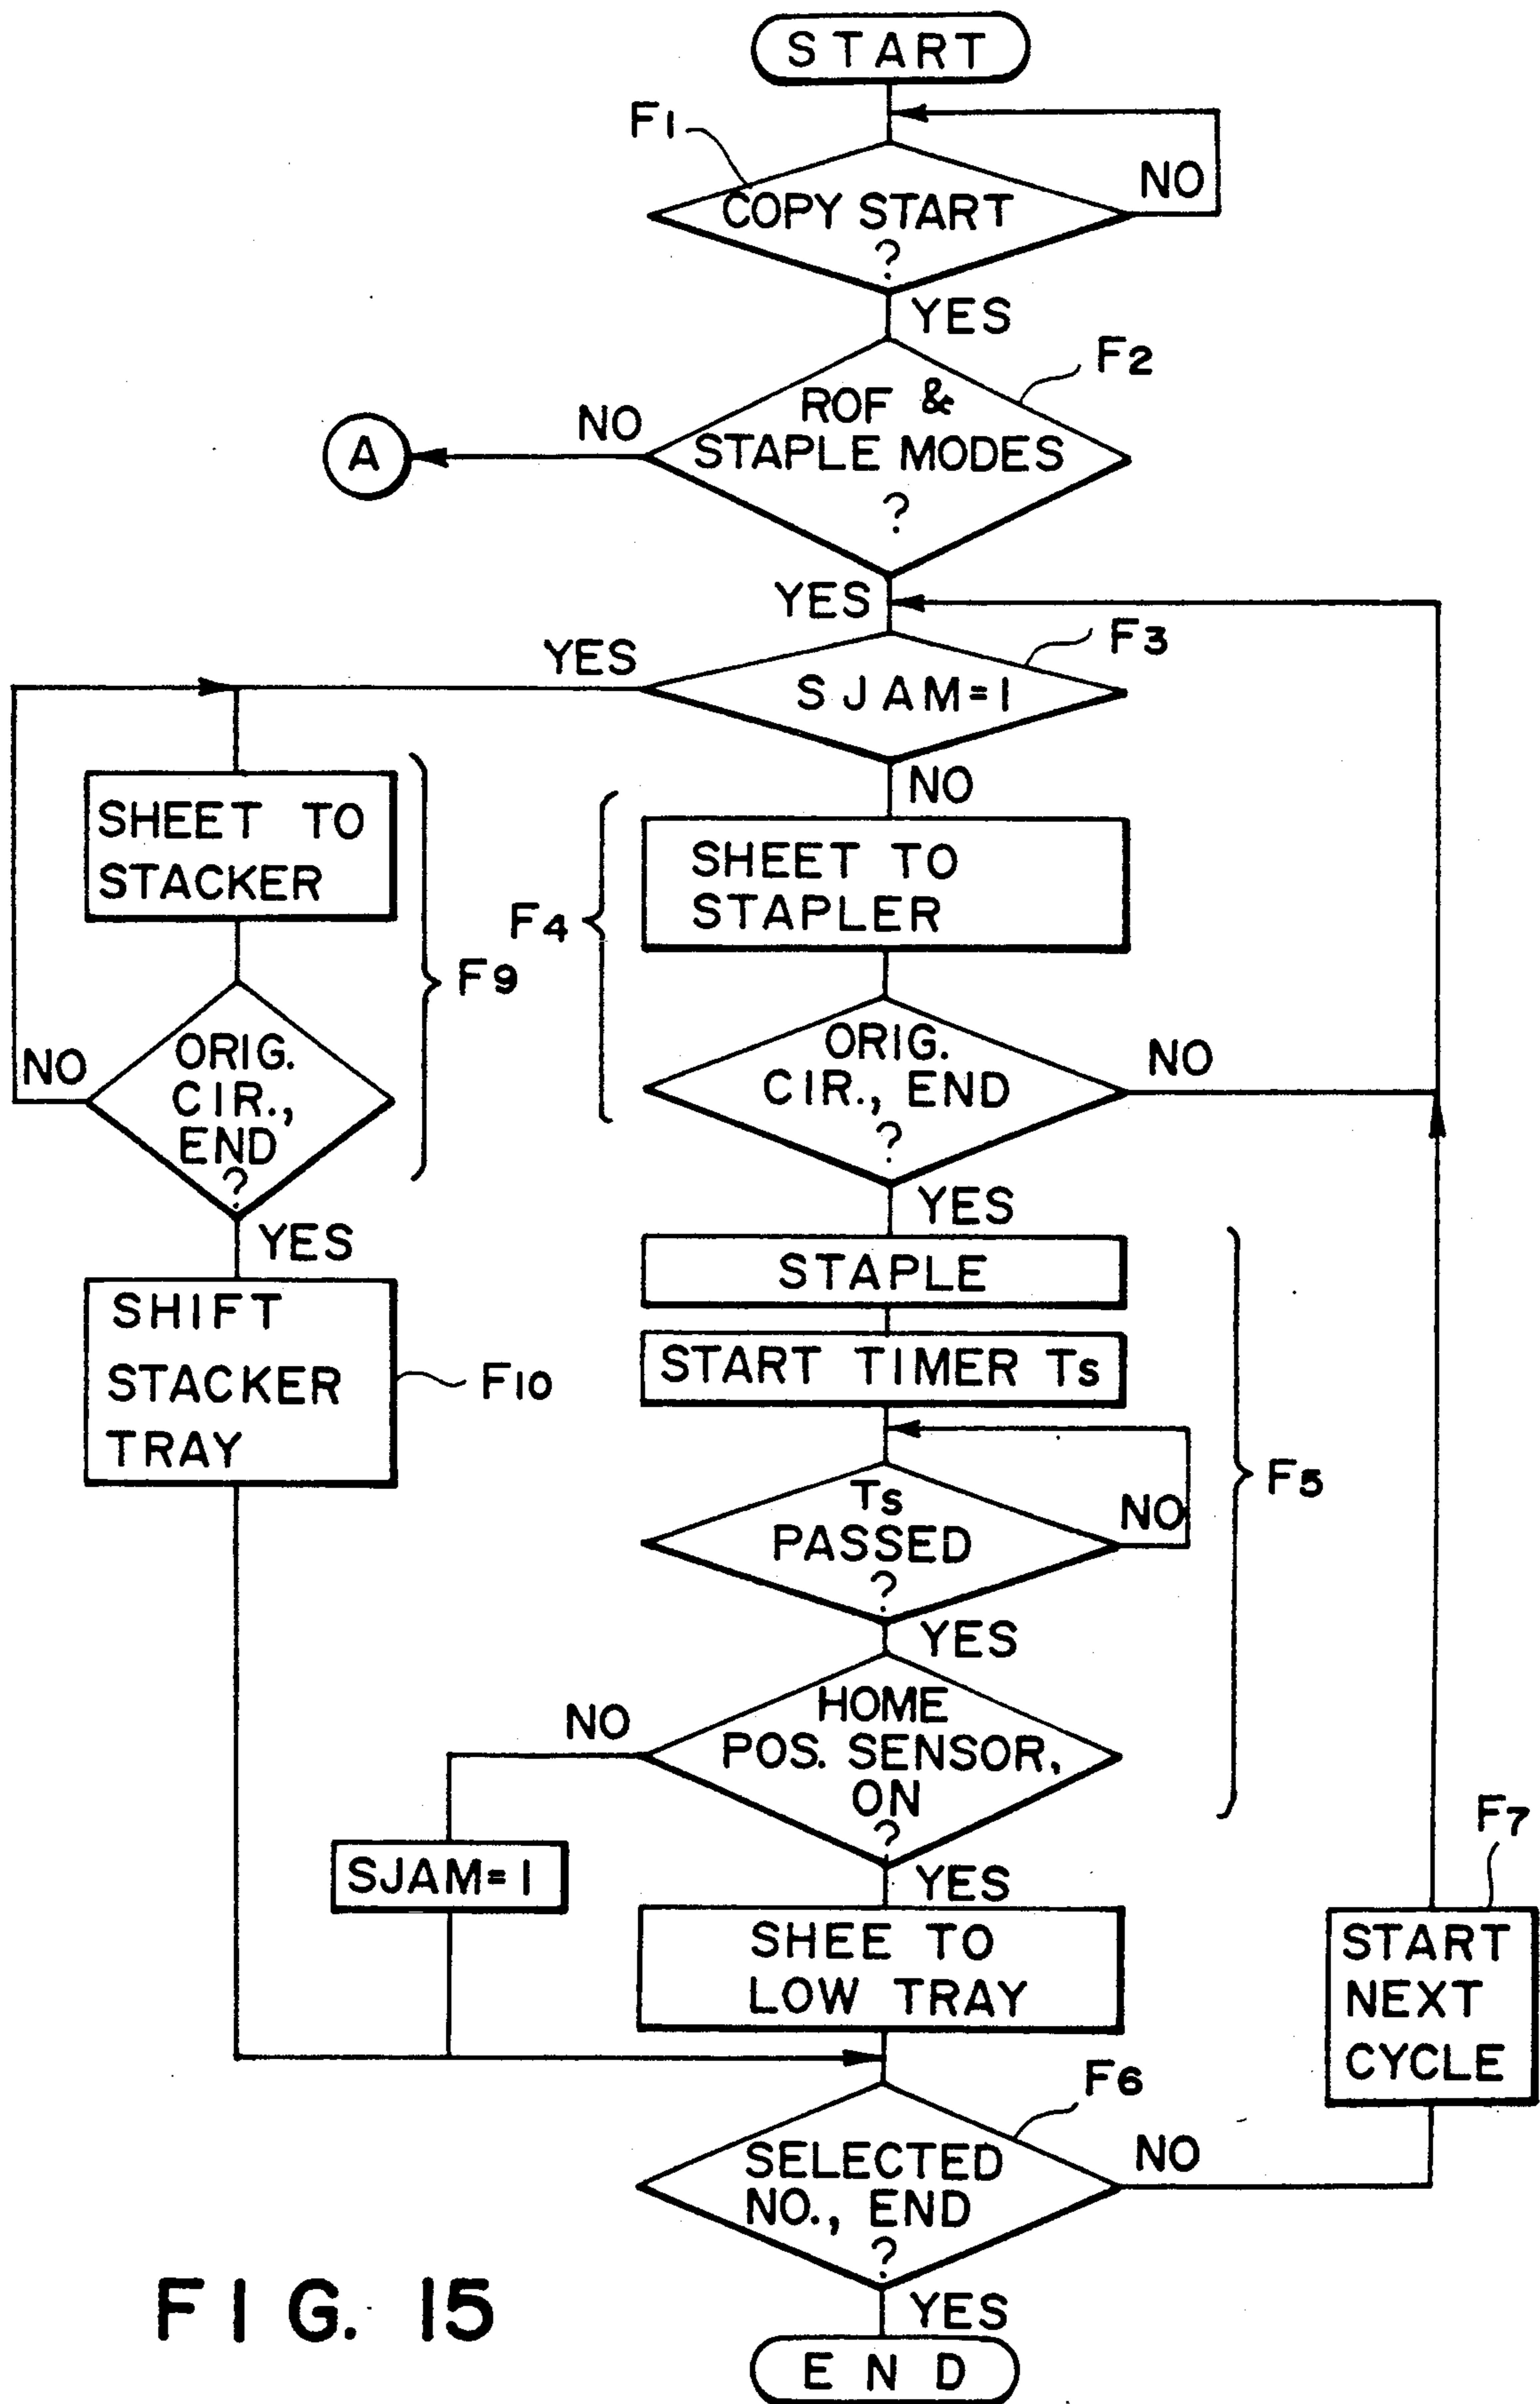 START
F1
COPY START
?
NO
YES
F2
ROF &
STAPLE MODES
?
NO
A
YES
F3
YES
SJAM=1
NO
SHEET TO
STACKER
F9
ORIG.
CIR.,
END
?
NO
YES
SHIFT
STACKER
TRAY
F10
F4
SHEET TO
STAPLER
ORIG.
CIR., END
?
NO
YES
STAPLE
START TIMER Ts
F5
Ts
PASSED
?
NO
YES
HOME
POS. SENSOR,
ON
?
NO
SJAM=1
YES
SHEE TO
LOW TRAY
F7
START
NEXT
CYCLE
F6
SELECTED
NO., END
?
NO
YES
END
FIG. 15